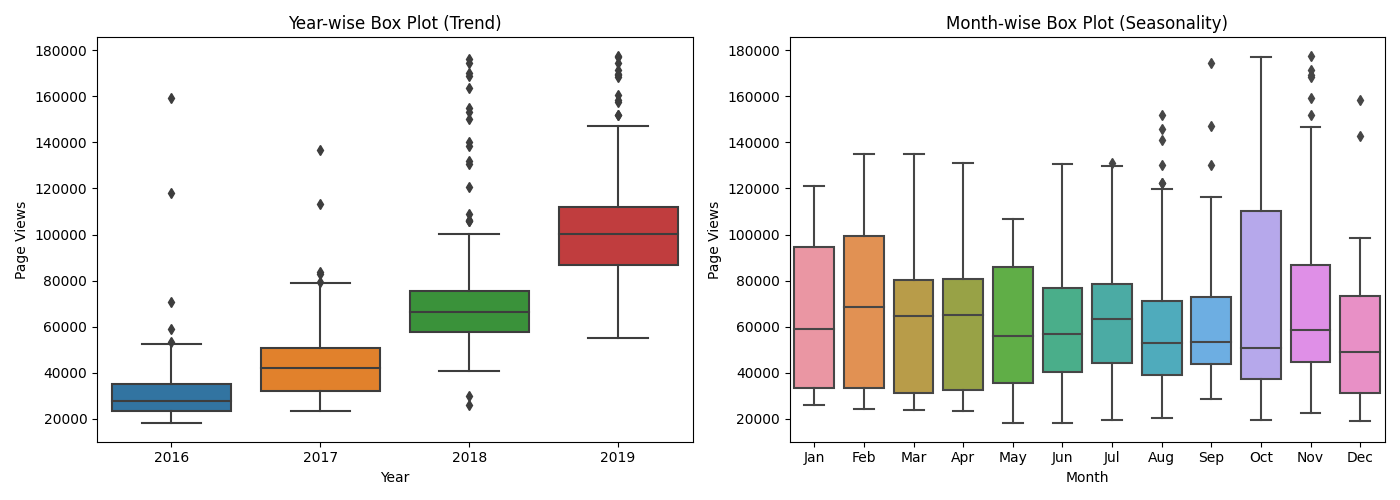 Year-wise Box Plot (Trend)
Page Views
180000
160000
140000
120000
100000
80000
60000
40000
20000
2016 2017 2018 2019
Year
Month-wise Box Plot (Seasonality)
Page Views
180000
160000
140000
120000
100000
80000
60000
40000
20000
Jan Feb Mar Apr May Jun Jul Aug Sep Oct Nov Dec
Month